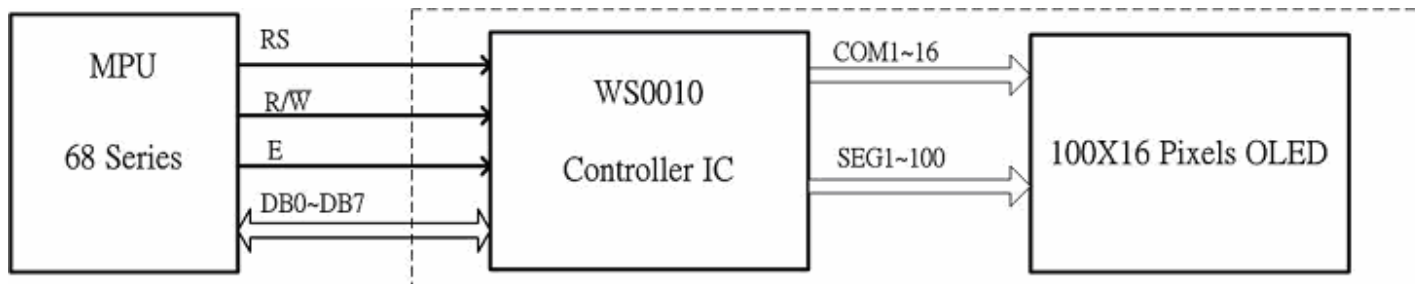 MPU
68 Series
RS
R/W̅
E
DB0~DB7
WS0010
Controller IC
COM1~16
SEG1~100
100X16 Pixels OLED